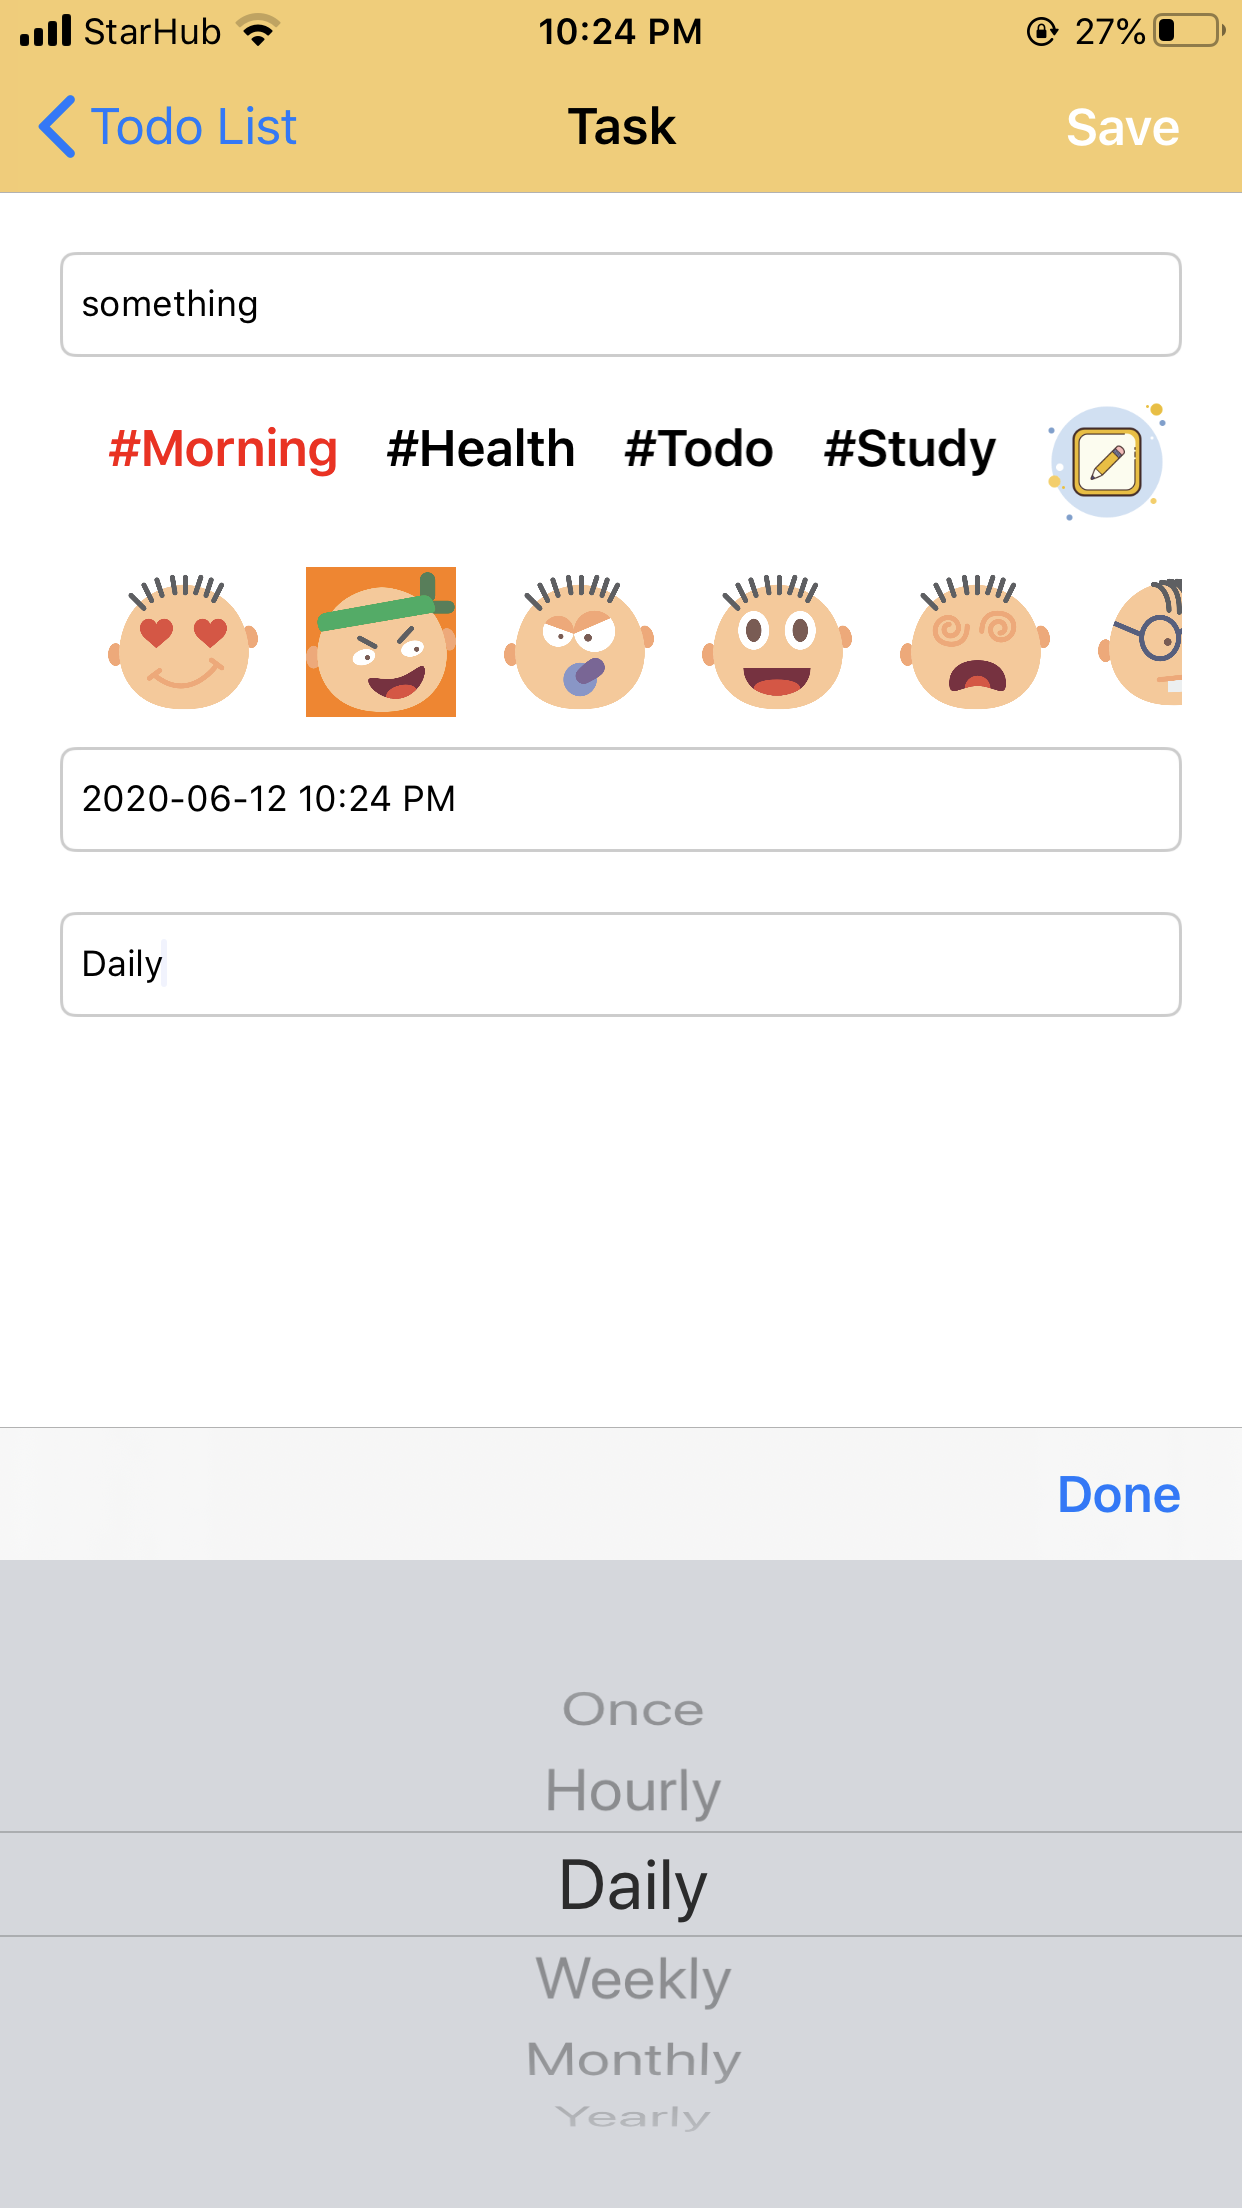 StarHub 10:24 PM 27%
Todo List Task Save
something
#Morning #Health #Todo #Study
2020-06-12 10:24 PM
Daily
Done
Once
Hourly
Daily
Weekly
Monthly
Yearly